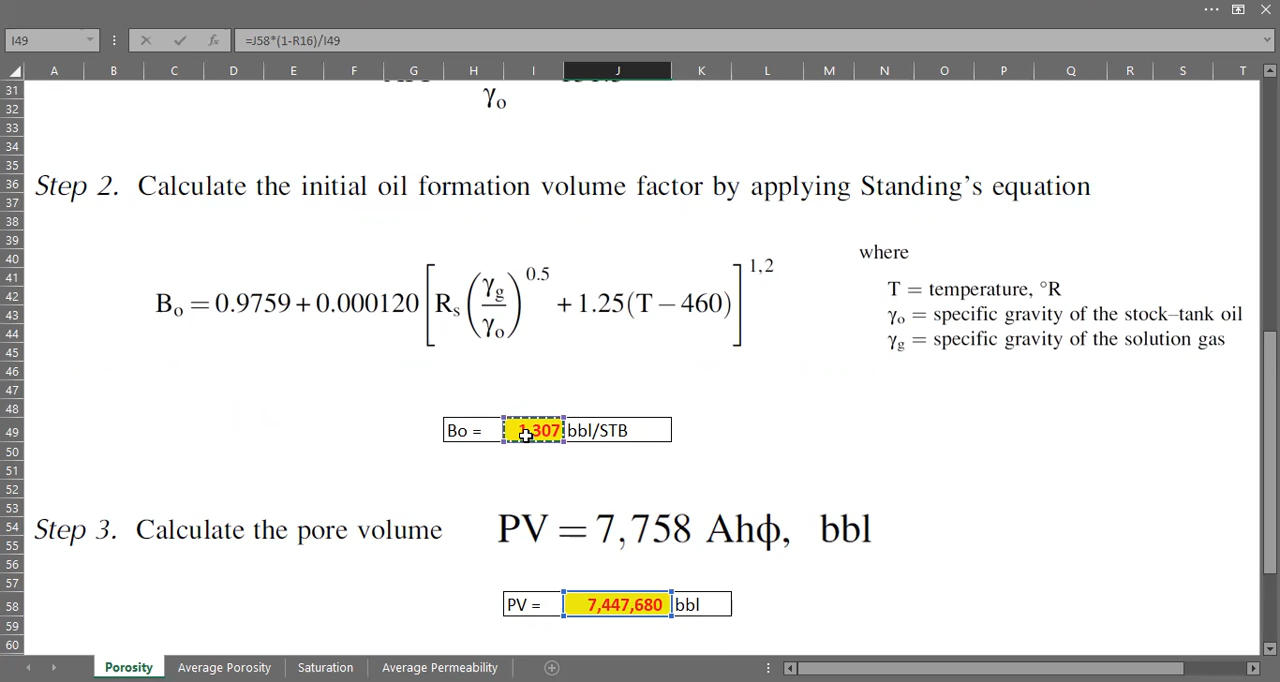 I49
=J58*(1-R16)/I49
A B C D E F G H I J K L M N O P Q R S T
31
γo
32
33
34
35
36 Step 2. Calculate the initial oil formation volume factor by applying Standing's equation
37
38
39
40 where
41
42 Bo = 0.9759 + 0.000120 [Rs (γg/γo)^0.5 + 1.25(T − 460)]^1,2 T = temperature, °R
43 γo = specific gravity of the stock–tank oil
44 γg = specific gravity of the solution gas
45
46
47
48
49 Bo = 1.307 bbl/STB
50
51
52
53
54 Step 3. Calculate the pore volume PV = 7,758 Ahϕ, bbl
55
56
57
58 PV = 7,447,680 bbl
59
60
Porosity Average Porosity Saturation Average Permeability